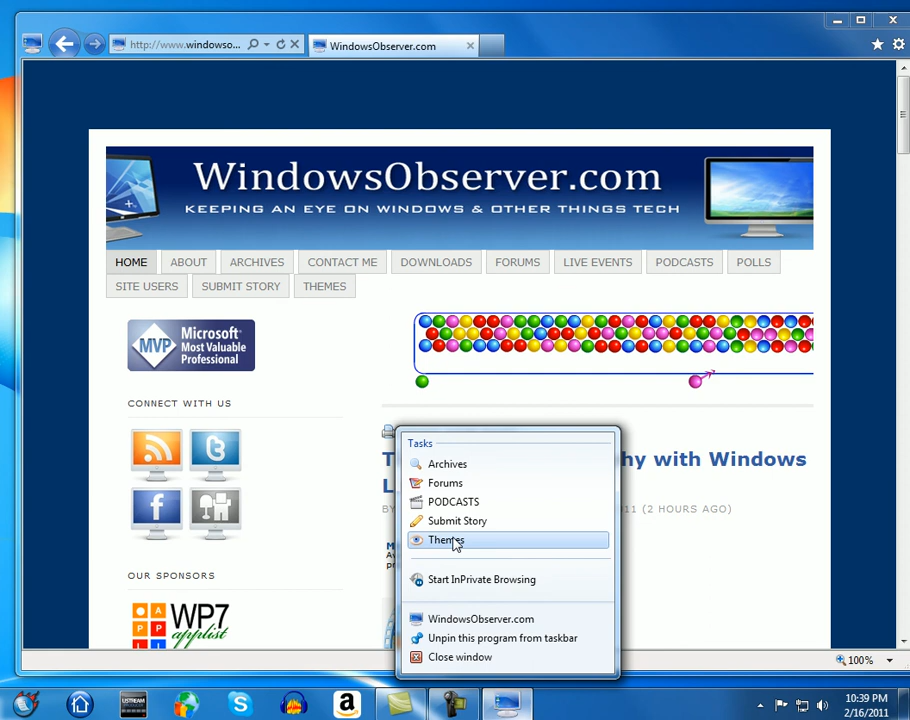 http://www.windowso...
WindowsObserver.com
WindowsObserver.com
KEEPING AN EYE ON WINDOWS & OTHER THINGS TECH
HOME ABOUT ARCHIVES CONTACT ME DOWNLOADS FORUMS LIVE EVENTS PODCASTS POLLS
SITE USERS SUBMIT STORY THEMES
MVP
Microsoft®
Most Valuable
Professional
CONNECT WITH US
hy with Windows
2 HOURS AGO)
Tasks
Archives
Forums
PODCASTS
Submit Story
Themes
Start InPrivate Browsing
WindowsObserver.com
Unpin this program from taskbar
Close window
OUR SPONSORS
WP7
applist
100%
USTREAM
10:39 PM
2/16/2011